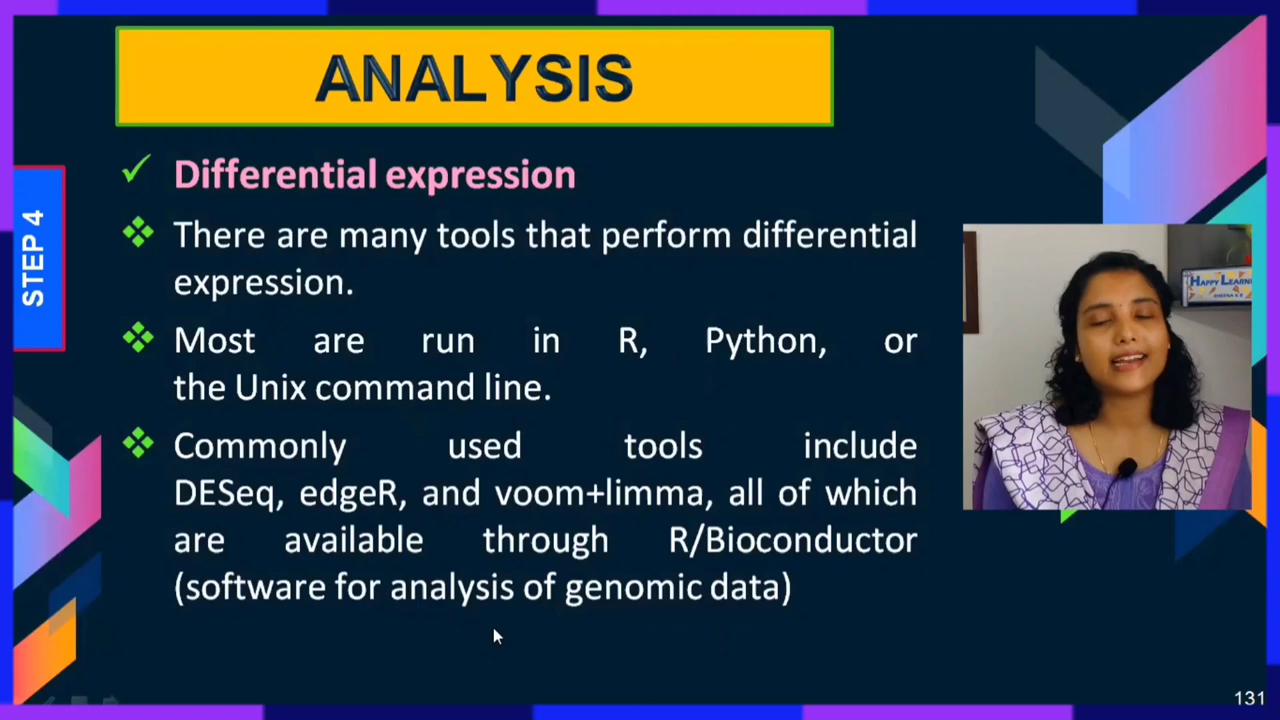 ANALYSIS
STEP 4
Differential expression
There are many tools that perform differential
expression.
Most are run in R, Python, or
the Unix command line.
Commonly used tools include
DESeq, edgeR, and voom+limma, all of which
are available through R/Bioconductor
(software for analysis of genomic data)
HAPPY LEARN
131